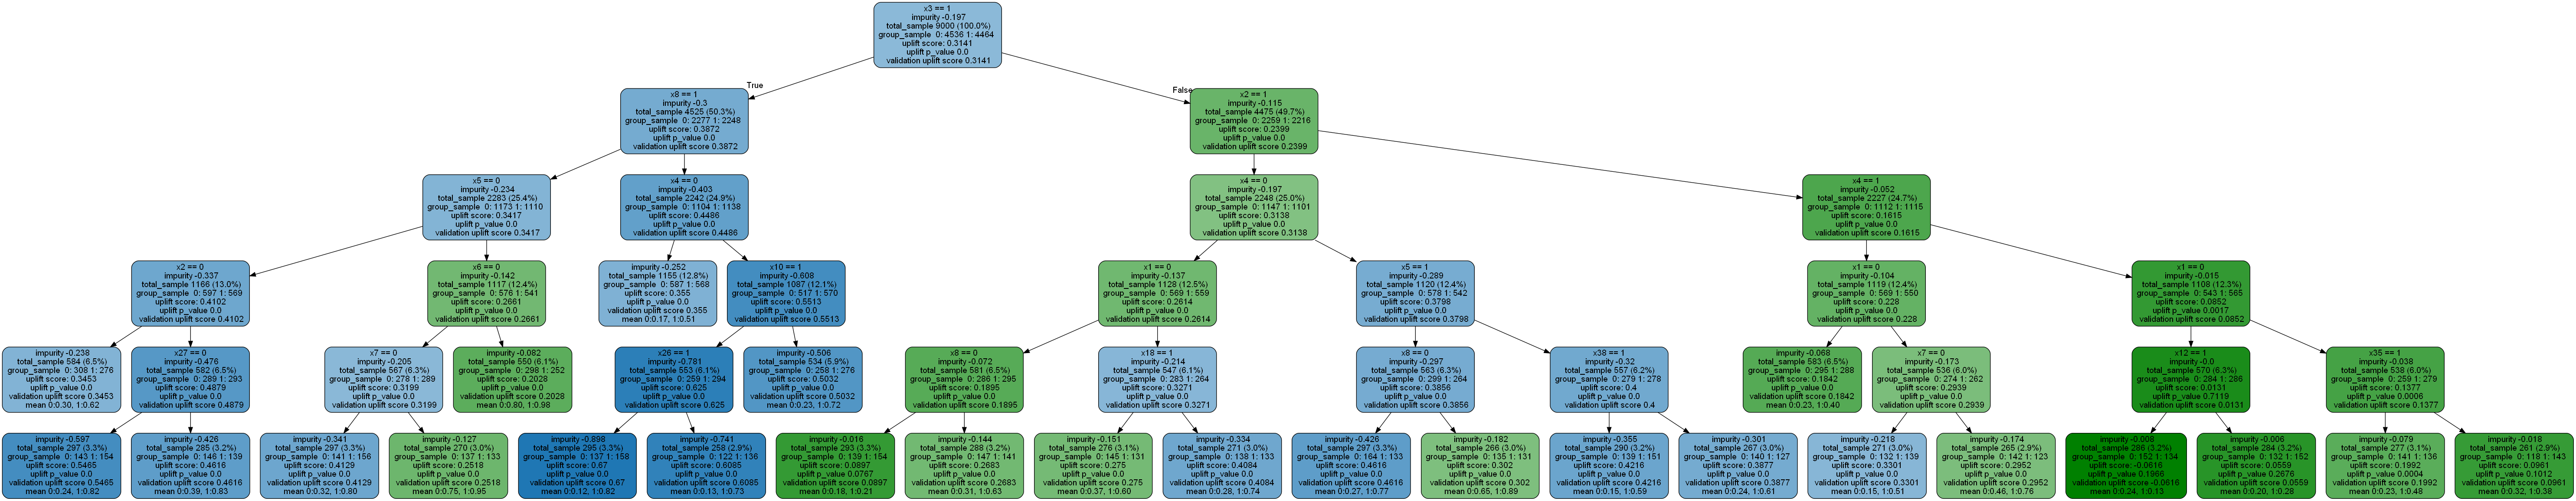 x3 == 1
impurity -0.197
total_sample 9000 (100.0%)
group_sample 0: 4536 1: 4464
uplift score: 0.3141
uplift p_value 0.0
validation uplift score 0.3141
True
False
x8 == 1
impurity -0.3
total_sample 4525 (50.3%)
group_sample 0: 2277 1: 2248
uplift score: 0.3872
uplift p_value 0.0
validation uplift score 0.3872
x2 == 1
impurity -0.115
total_sample 4475 (49.7%)
group_sample 0: 2259 1: 2216
uplift score: 0.2399
uplift p_value 0.0
validation uplift score 0.2399
x5 == 0
impurity -0.234
total_sample 2283 (25.4%)
group_sample 0: 1173 1: 1110
uplift score: 0.3417
uplift p_value 0.0
validation uplift score 0.3417
x4 == 0
impurity -0.403
total_sample 2242 (24.9%)
group_sample 0: 1104 1: 1138
uplift score: 0.4486
uplift p_value 0.0
validation uplift score 0.4486
x4 == 0
impurity -0.197
total_sample 2248 (25.0%)
group_sample 0: 1147 1: 1101
uplift score: 0.3138
uplift p_value 0.0
validation uplift score 0.3138
x4 == 1
impurity -0.052
total_sample 2227 (24.7%)
group_sample 0: 1112 1: 1115
uplift score: 0.1615
uplift p_value 0.0
validation uplift score 0.1615
x2 == 0
impurity -0.337
total_sample 1166 (13.0%)
group_sample 0: 597 1: 569
uplift score: 0.4102
uplift p_value 0.0
validation uplift score 0.4102
x6 == 0
impurity -0.142
total_sample 1117 (12.4%)
group_sample 0: 576 1: 541
uplift score: 0.2661
uplift p_value 0.0
validation uplift score 0.2661
impurity -0.252
total_sample 1155 (12.8%)
group_sample 0: 587 1: 568
uplift score: 0.355
uplift p_value 0.0
validation uplift score 0.355
mean 0:0.17, 1:0.51
x10 == 1
impurity -0.608
total_sample 1087 (12.1%)
group_sample 0: 517 1: 570
uplift score: 0.5513
uplift p_value 0.0
validation uplift score 0.5513
x1 == 0
impurity -0.137
total_sample 1128 (12.5%)
group_sample 0: 569 1: 559
uplift score: 0.2614
uplift p_value 0.0
validation uplift score 0.2614
x5 == 1
impurity -0.289
total_sample 1120 (12.4%)
group_sample 0: 578 1: 542
uplift score: 0.3798
uplift p_value 0.0
validation uplift score 0.3798
x1 == 0
impurity -0.104
total_sample 1119 (12.4%)
group_sample 0: 569 1: 550
uplift score: 0.228
uplift p_value 0.0
validation uplift score 0.228
x1 == 0
impurity -0.015
total_sample 1108 (12.3%)
group_sample 0: 543 1: 565
uplift score: 0.0852
uplift p_value 0.0017
validation uplift score 0.0852
impurity -0.238
total_sample 584 (6.5%)
group_sample 0: 308 1: 276
uplift score: 0.3453
uplift p_value 0.0
validation uplift score 0.3453
mean 0:0.30, 1:0.62
x27 == 0
impurity -0.476
total_sample 582 (6.5%)
group_sample 0: 289 1: 293
uplift score: 0.4879
uplift p_value 0.0
validation uplift score 0.4879
x7 == 0
impurity -0.205
total_sample 567 (6.3%)
group_sample 0: 278 1: 289
uplift score: 0.3199
uplift p_value 0.0
validation uplift score 0.3199
impurity -0.082
total_sample 550 (6.1%)
group_sample 0: 298 1: 252
uplift score: 0.2028
uplift p_value 0.0
validation uplift score 0.2028
mean 0:0.80, 1:0.98
x26 == 1
impurity -0.781
total_sample 553 (6.1%)
group_sample 0: 259 1: 294
uplift score: 0.625
uplift p_value 0.0
validation uplift score 0.625
impurity -0.506
total_sample 534 (5.9%)
group_sample 0: 258 1: 276
uplift score: 0.5032
uplift p_value 0.0
validation uplift score 0.5032
mean 0:0.23, 1:0.72
x8 == 0
impurity -0.072
total_sample 581 (6.5%)
group_sample 0: 286 1: 295
uplift score: 0.1895
uplift p_value 0.0
validation uplift score 0.1895
x18 == 1
impurity -0.214
total_sample 547 (6.1%)
group_sample 0: 283 1: 264
uplift score: 0.3271
uplift p_value 0.0
validation uplift score 0.3271
x8 == 0
impurity -0.297
total_sample 563 (6.3%)
group_sample 0: 299 1: 264
uplift score: 0.3856
uplift p_value 0.0
validation uplift score 0.3856
x38 == 1
impurity -0.32
total_sample 557 (6.2%)
group_sample 0: 279 1: 278
uplift score: 0.4
uplift p_value 0.0
validation uplift score 0.4
impurity -0.068
total_sample 583 (6.5%)
group_sample 0: 295 1: 288
uplift score: 0.1842
uplift p_value 0.0
validation uplift score 0.1842
mean 0:0.23, 1:0.40
x7 == 0
impurity -0.173
total_sample 536 (6.0%)
group_sample 0: 274 1: 262
uplift score: 0.2939
uplift p_value 0.0
validation uplift score 0.2939
x12 == 1
impurity -0.0
total_sample 570 (6.3%)
group_sample 0: 284 1: 286
uplift score: 0.0131
uplift p_value 0.7119
validation uplift score 0.0131
x35 == 1
impurity -0.038
total_sample 538 (6.0%)
group_sample 0: 259 1: 279
uplift score: 0.1377
uplift p_value 0.0006
validation uplift score 0.1377
impurity -0.597
total_sample 297 (3.3%)
group_sample 0: 143 1: 154
uplift score: 0.5465
uplift p_value 0.0
validation uplift score 0.5465
mean 0:0.24, 1:0.82
impurity -0.426
total_sample 285 (3.2%)
group_sample 0: 146 1: 139
uplift score: 0.4616
uplift p_value 0.0
validation uplift score 0.4616
mean 0:0.39, 1:0.83
impurity -0.341
total_sample 297 (3.3%)
group_sample 0: 141 1: 156
uplift score: 0.4129
uplift p_value 0.0
validation uplift score 0.4129
mean 0:0.32, 1:0.80
impurity -0.127
total_sample 270 (3.0%)
group_sample 0: 137 1: 133
uplift score: 0.2518
uplift p_value 0.0
validation uplift score 0.2518
mean 0:0.75, 1:0.95
impurity -0.898
total_sample 295 (3.3%)
group_sample 0: 137 1: 158
uplift score: 0.67
uplift p_value 0.0
validation uplift score 0.67
mean 0:0.12, 1:0.82
impurity -0.741
total_sample 258 (2.9%)
group_sample 0: 122 1: 136
uplift score: 0.6085
uplift p_value 0.0
validation uplift score 0.6085
mean 0:0.13, 1:0.73
impurity -0.016
total_sample 293 (3.3%)
group_sample 0: 139 1: 154
uplift score: 0.0897
uplift p_value 0.0767
validation uplift score 0.0897
mean 0:0.18, 1:0.21
impurity -0.144
total_sample 288 (3.2%)
group_sample 0: 147 1: 141
uplift score: 0.2683
uplift p_value 0.0
validation uplift score 0.2683
mean 0:0.31, 1:0.63
impurity -0.151
total_sample 276 (3.1%)
group_sample 0: 145 1: 131
uplift score: 0.275
uplift p_value 0.0
validation uplift score 0.275
mean 0:0.37, 1:0.60
impurity -0.334
total_sample 271 (3.0%)
group_sample 0: 138 1: 133
uplift score: 0.4084
uplift p_value 0.0
validation uplift score 0.4084
mean 0:0.28, 1:0.74
impurity -0.426
total_sample 297 (3.3%)
group_sample 0: 164 1: 133
uplift score: 0.4616
uplift p_value 0.0
validation uplift score 0.4616
mean 0:0.27, 1:0.77
impurity -0.182
total_sample 266 (3.0%)
group_sample 0: 135 1: 131
uplift score: 0.302
uplift p_value 0.0
validation uplift score 0.302
mean 0:0.65, 1:0.89
impurity -0.355
total_sample 290 (3.2%)
group_sample 0: 139 1: 151
uplift score: 0.4216
uplift p_value 0.0
validation uplift score 0.4216
mean 0:0.15, 1:0.59
impurity -0.301
total_sample 267 (3.0%)
group_sample 0: 140 1: 127
uplift score: 0.3877
uplift p_value 0.0
validation uplift score 0.3877
mean 0:0.24, 1:0.61
impurity -0.218
total_sample 271 (3.0%)
group_sample 0: 132 1: 139
uplift score: 0.3301
uplift p_value 0.0
validation uplift score 0.3301
mean 0:0.15, 1:0.51
impurity -0.174
total_sample 265 (2.9%)
group_sample 0: 142 1: 123
uplift score: 0.2952
uplift p_value 0.0
validation uplift score 0.2952
mean 0:0.46, 1:0.76
impurity -0.008
total_sample 286 (3.2%)
group_sample 0: 152 1: 134
uplift score: -0.0616
uplift p_value 0.1966
validation uplift score -0.0616
mean 0:0.24, 1:0.13
impurity -0.006
total_sample 284 (3.2%)
group_sample 0: 132 1: 152
uplift score: 0.0559
uplift p_value 0.2676
validation uplift score 0.0559
mean 0:0.20, 1:0.28
impurity -0.079
total_sample 277 (3.1%)
group_sample 0: 141 1: 136
uplift score: 0.1992
uplift p_value 0.0004
validation uplift score 0.1992
mean 0:0.23, 1:0.48
impurity -0.018
total_sample 261 (2.9%)
group_sample 0: 118 1: 143
uplift score: 0.0961
uplift p_value 0.1012
validation uplift score 0.0961
mean 0:0.32, 1:0.38